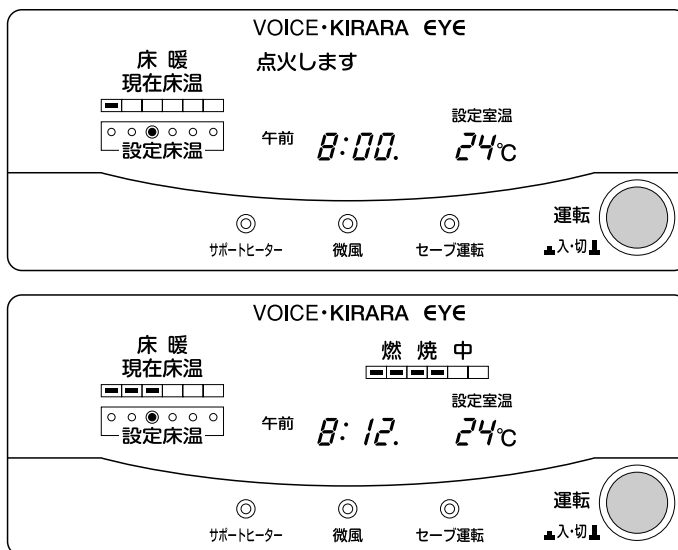 VOICE・KIRARA EYE
床暖
現在床温
点火します
設定床温
午前 8:00.
設定室温
24℃
サポートヒーター 微風 セーブ運転
運転
入・切
VOICE・KIRARA EYE
床暖
現在床温
燃焼中
設定床温
午前 8:12.
設定室温
24℃
サポートヒーター 微風 セーブ運転
運転
入・切